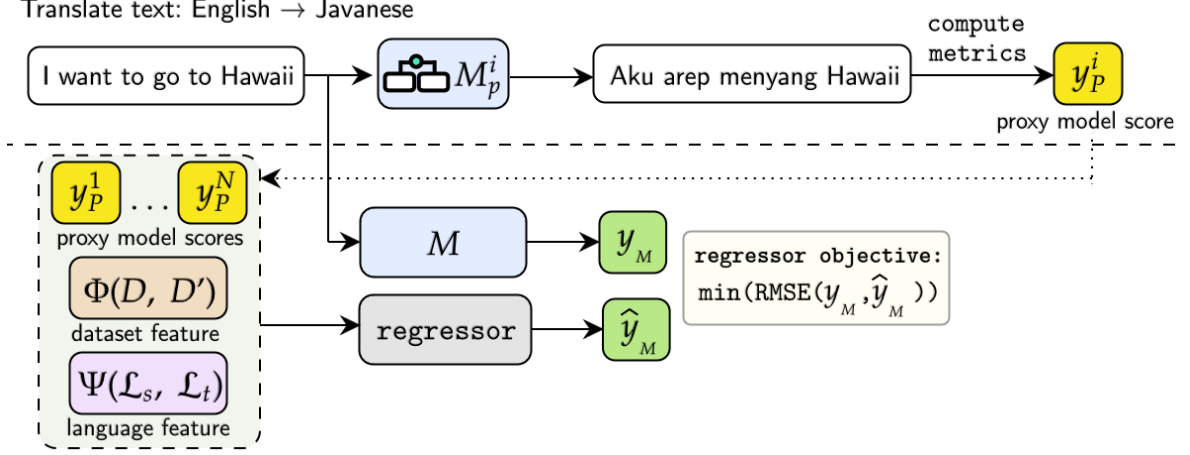 Translate text: English → Javanese
I want to go to Hawaii
M_p^i
Aku arep menyang Hawaii
compute
metrics
y_P^i
proxy model score
y_P^1 ... y_P^N
proxy model scores
Φ(D, D′)
dataset feature
Ψ(𝓛_s, 𝓛_t)
language feature
M
y_M
regressor
ŷ_M
regressor objective:
min(RMSE(y_M,ŷ_M))